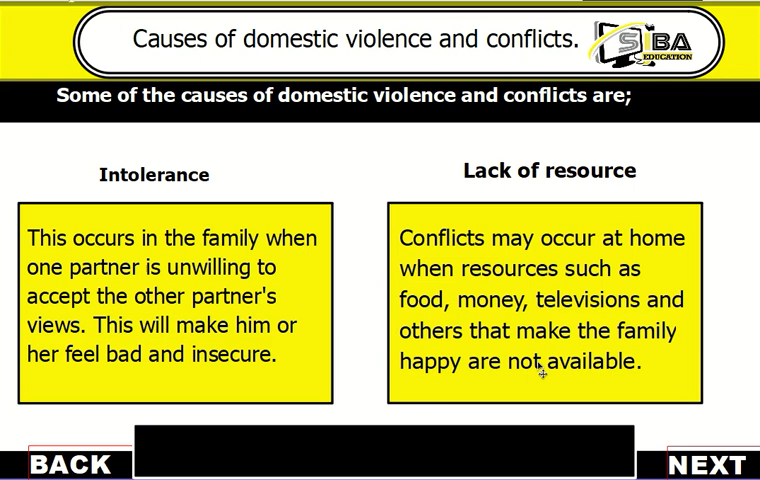 Causes of domestic violence and conflicts.
SIBA
EDUCATION
Some of the causes of domestic violence and conflicts are;
Intolerance
This occurs in the family when
one partner is unwilling to
accept the other partner's
views. This will make him or
her feel bad and insecure.
Lack of resource
Conflicts may occur at home
when resources such as
food, money, televisions and
others that make the family
happy are not available.
BACK
NEXT